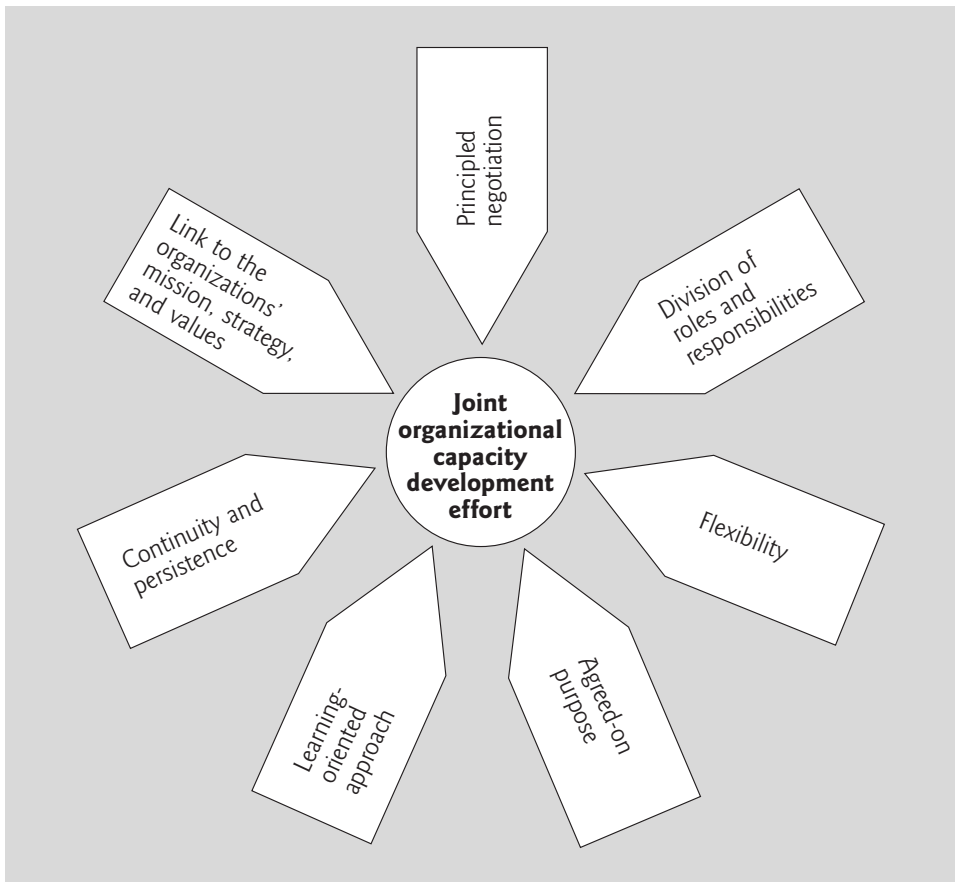 Principled
negotiation
Division of
roles and
responsibilities
Flexibility
Agreed-on
purpose
Learning-
oriented
approach
Continuity and
persistence
Link to the
organizations’
mission, strategy,
and values
Joint
organizational
capacity
development
effort